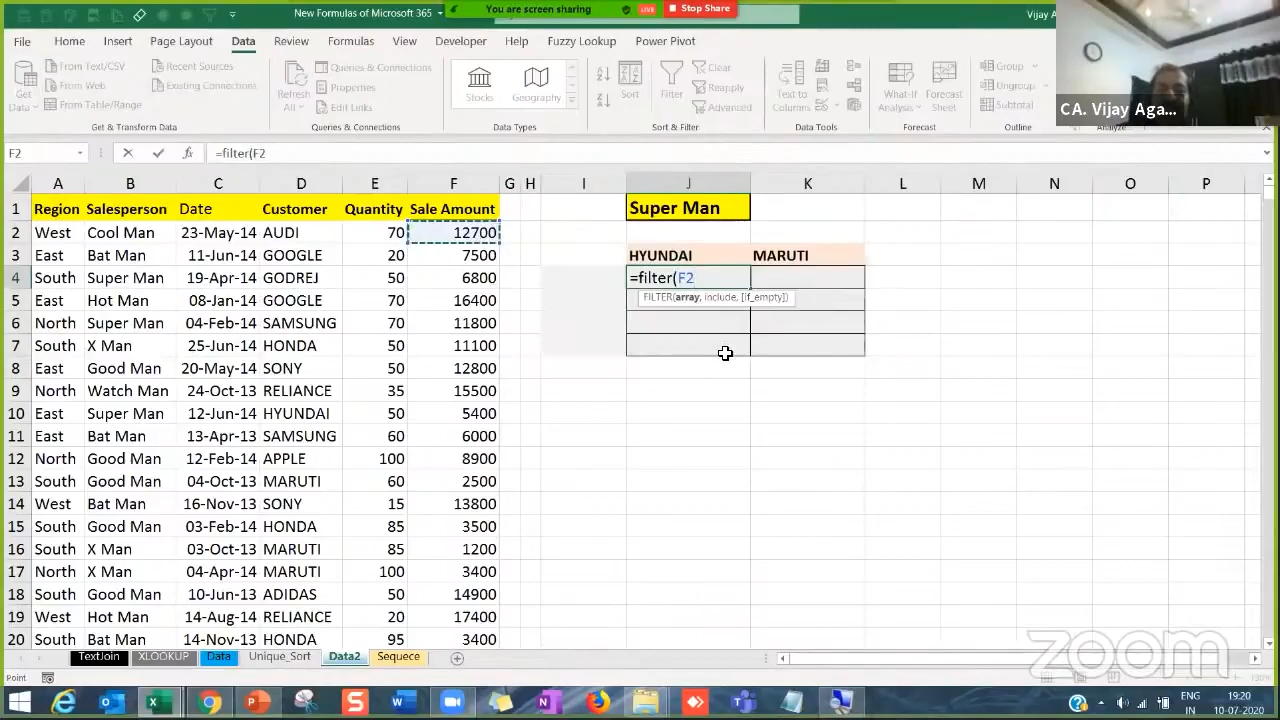 New Formulas of Microsoft 365
You are screen sharing
LIVE
Stop Share
Vijay A
File Home Insert Page Layout Data Review Formulas View Developer Help Fuzzy Lookup Power Pivot
Get Data
From Text/CSV
From Web
From Table/Range
Recent Sources
Existing Connections
Get & Transform Data
Refresh All
Queries & Connections
Properties
Edit Links
Queries & Connections
Stocks
Geography
Data Types
Sort
Filter
Clear
Reapply
Advanced
Sort & Filter
Text to Columns
Data Tools
What-If Analysis
Forecast Sheet
Forecast
Group
Ungroup
Subtotal
Outline
Analyze
CA. Vijay Aga...
F2
fx
=filter(F2
A B C D E F G H I J K L M N O P
1 Region Salesperson Date Customer Quantity Sale Amount Super Man
2 West Cool Man 23-May-14 AUDI 70 12700
3 East Bat Man 11-Jun-14 GOOGLE 20 7500 HYUNDAI MARUTI
4 South Super Man 19-Apr-14 GODREJ 50 6800 =filter(F2
FILTER(array, include, [if_empty])
5 East Hot Man 08-Jan-14 GOOGLE 70 16400
6 North Super Man 04-Feb-14 SAMSUNG 70 11800
7 South X Man 25-Jun-14 HONDA 50 11100
8 East Good Man 20-May-14 SONY 50 12800
9 North Watch Man 24-Oct-13 RELIANCE 35 15500
10 East Super Man 12-Jun-14 HYUNDAI 50 5400
11 East Bat Man 13-Apr-13 SAMSUNG 60 6000
12 North Good Man 12-Feb-14 APPLE 100 8900
13 South Good Man 04-Oct-13 MARUTI 60 2500
14 West Bat Man 16-Nov-13 SONY 15 13800
15 South Good Man 03-Feb-14 HONDA 85 3500
16 South X Man 03-Oct-13 MARUTI 85 1200
17 North X Man 04-Apr-14 MARUTI 100 3400
18 South Good Man 10-Jun-13 ADIDAS 50 14900
19 West Hot Man 14-Aug-14 RELIANCE 20 17400
20 South Bat Man 14-Nov-13 HONDA 95 3400
TextJoin XLOOKUP Data Unique_Sort Data2 Sequece
zoom
Point
130%
ENG
IN
19:20
10-07-2020